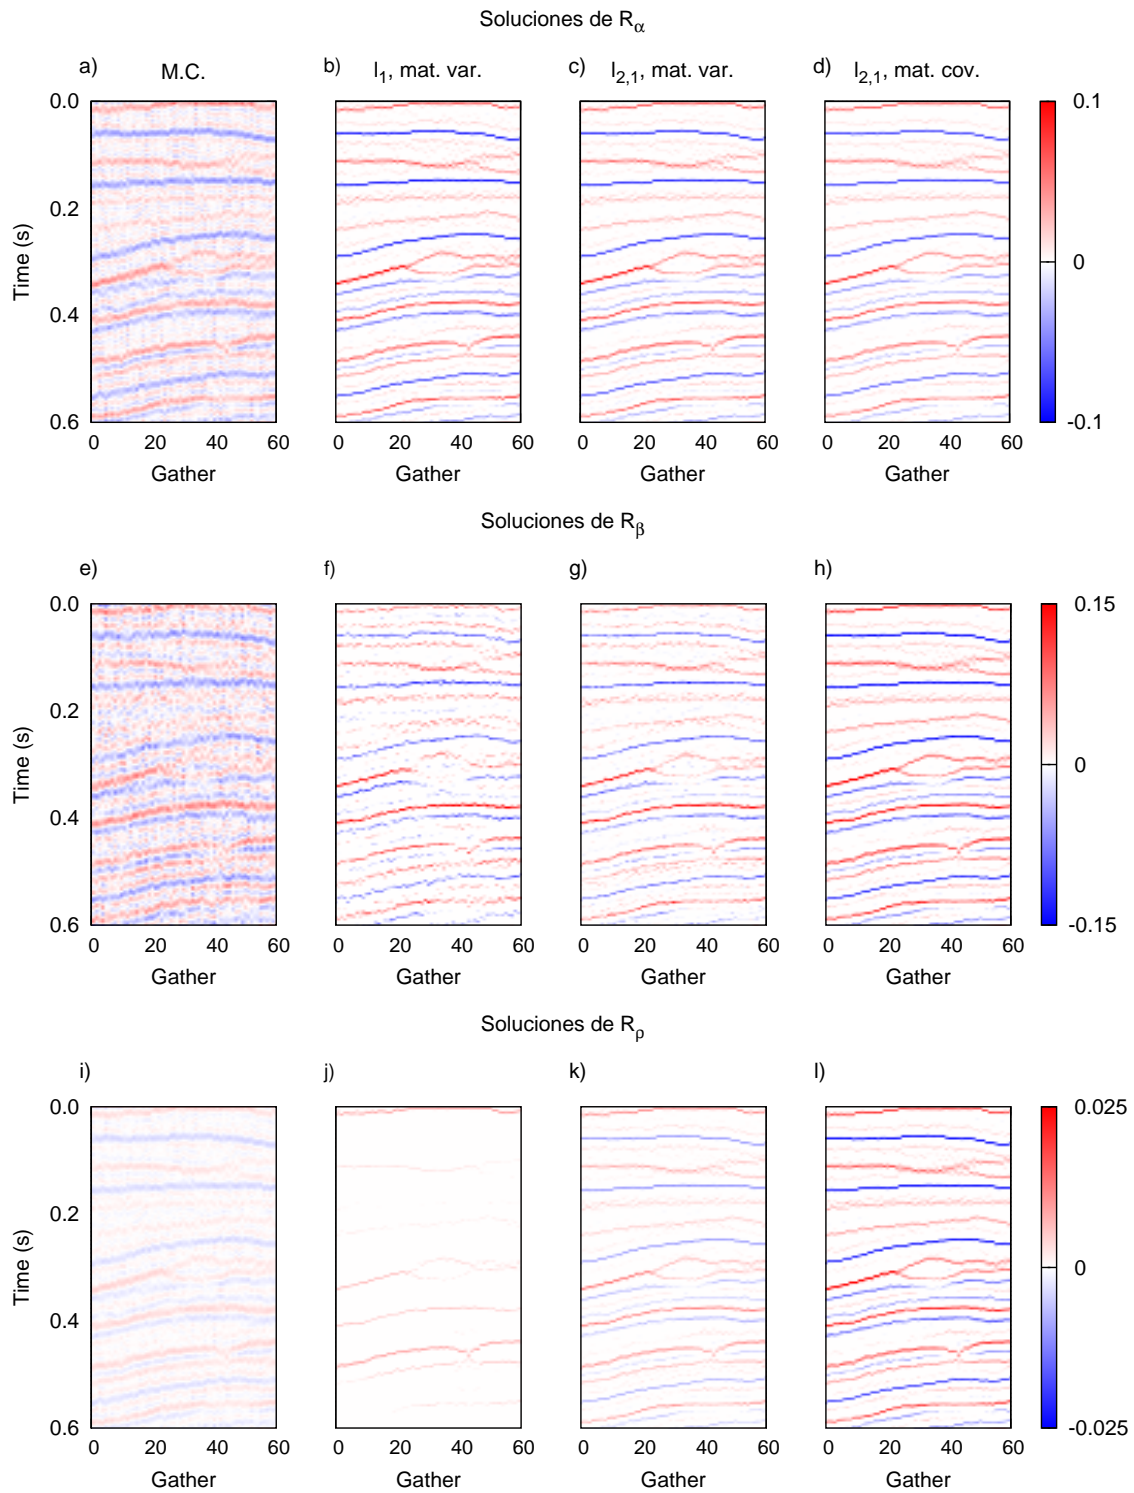 Soluciones de Rα
a) M.C. b) l1, mat. var. c) l2,1, mat. var. d) l2,1, mat. cov.
0.0 0.1
0.2
Time (s) 0
0.4
0.6 -0.1
0 20 40 60 0 20 40 60 0 20 40 60 0 20 40 60
Gather Gather Gather Gather
Soluciones de Rβ
e) f) g) h)
0.0 0.15
0.2
Time (s) 0
0.4
0.6 -0.15
0 20 40 60 0 20 40 60 0 20 40 60 0 20 40 60
Gather Gather Gather Gather
Soluciones de Rρ
i) j) k) l)
0.0 0.025
0.2
Time (s) 0
0.4
0.6 -0.025
0 20 40 60 0 20 40 60 0 20 40 60 0 20 40 60
Gather Gather Gather Gather